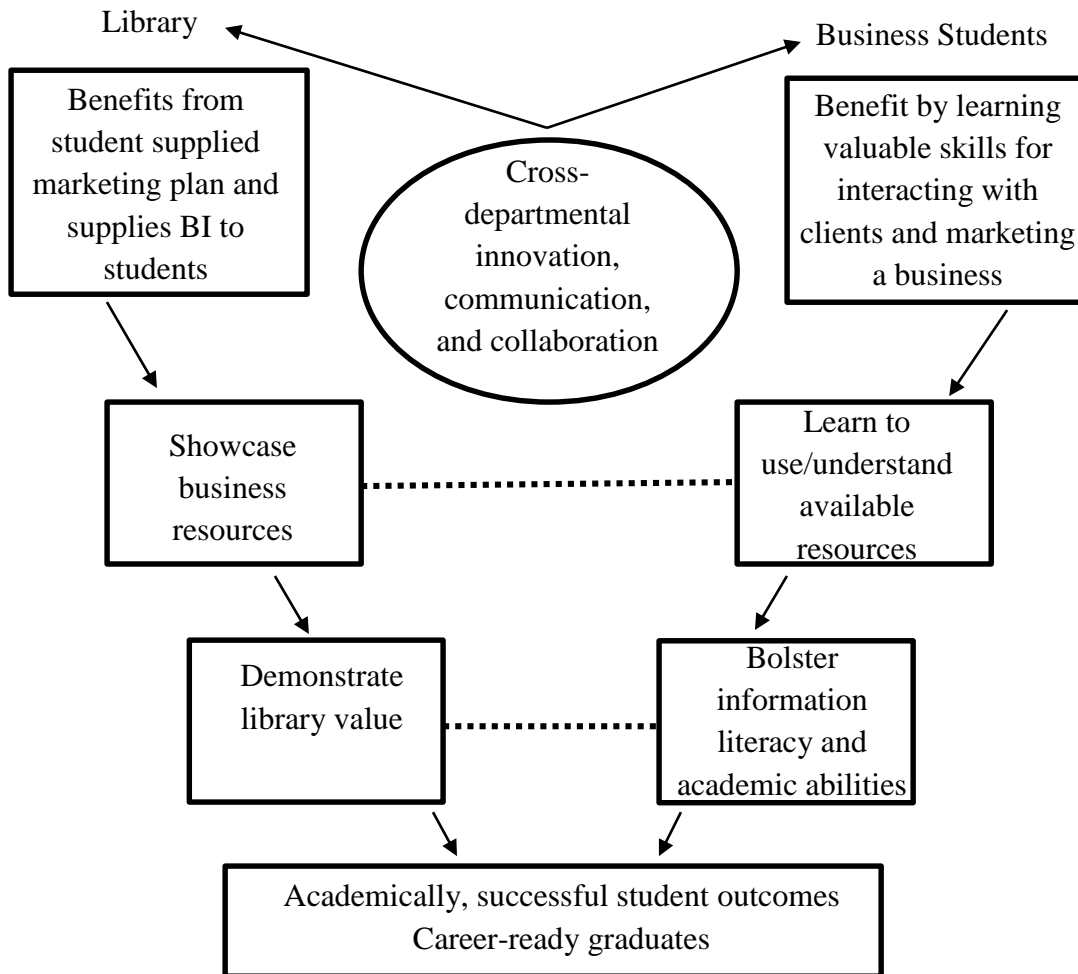 Library
Business Students
Benefits from
student supplied
marketing plan and
supplies BI to
students
Cross-
departmental
innovation,
communication,
and collaboration
Benefit by learning
valuable skills for
interacting with
clients and marketing
a business
Showcase
business
resources
Learn to
use/understand
available
resources
Demonstrate
library value
Bolster
information
literacy and
academic abilities
Academically, successful student outcomes
Career-ready graduates